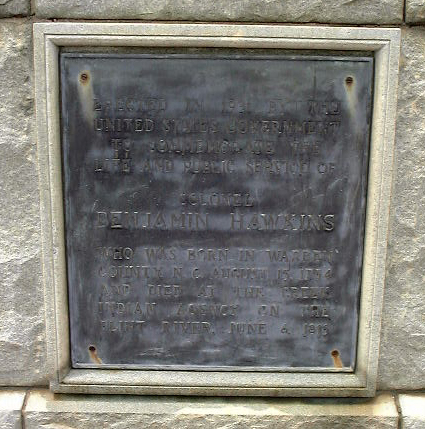 ERECTED IN 1931 BY THE
UNITED STATES GOVERNMENT
TO COMMEMORATE THE
LIFE AND PUBLIC SERVICE OF
COLONEL
BENJAMIN HAWKINS
WHO WAS BORN IN WARREN
COUNTY, N.C. AUGUST 15, 1754
AND DIED AT THE CREEK
INDIAN AGENCY ON THE
FLINT RIVER, JUNE 6, 1816